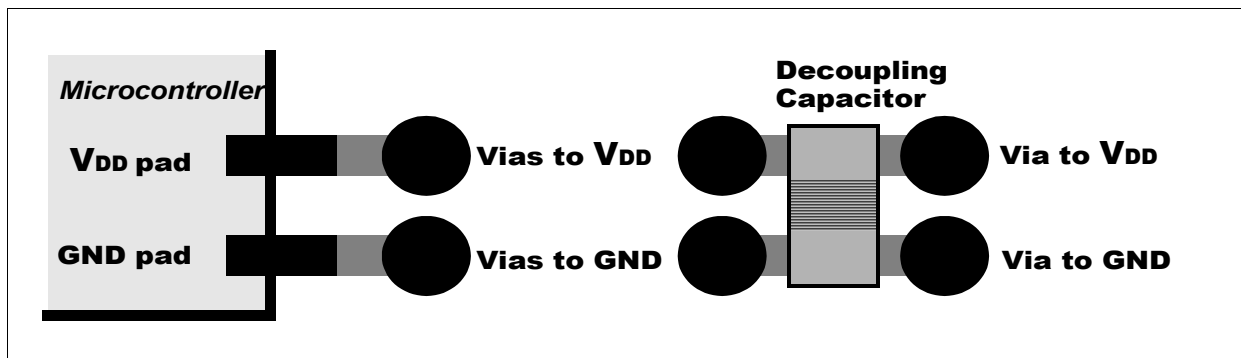 Microcontroller
VDD pad
GND pad
Vias to VDD
Vias to GND
Decoupling
Capacitor
Via to VDD
Via to GND